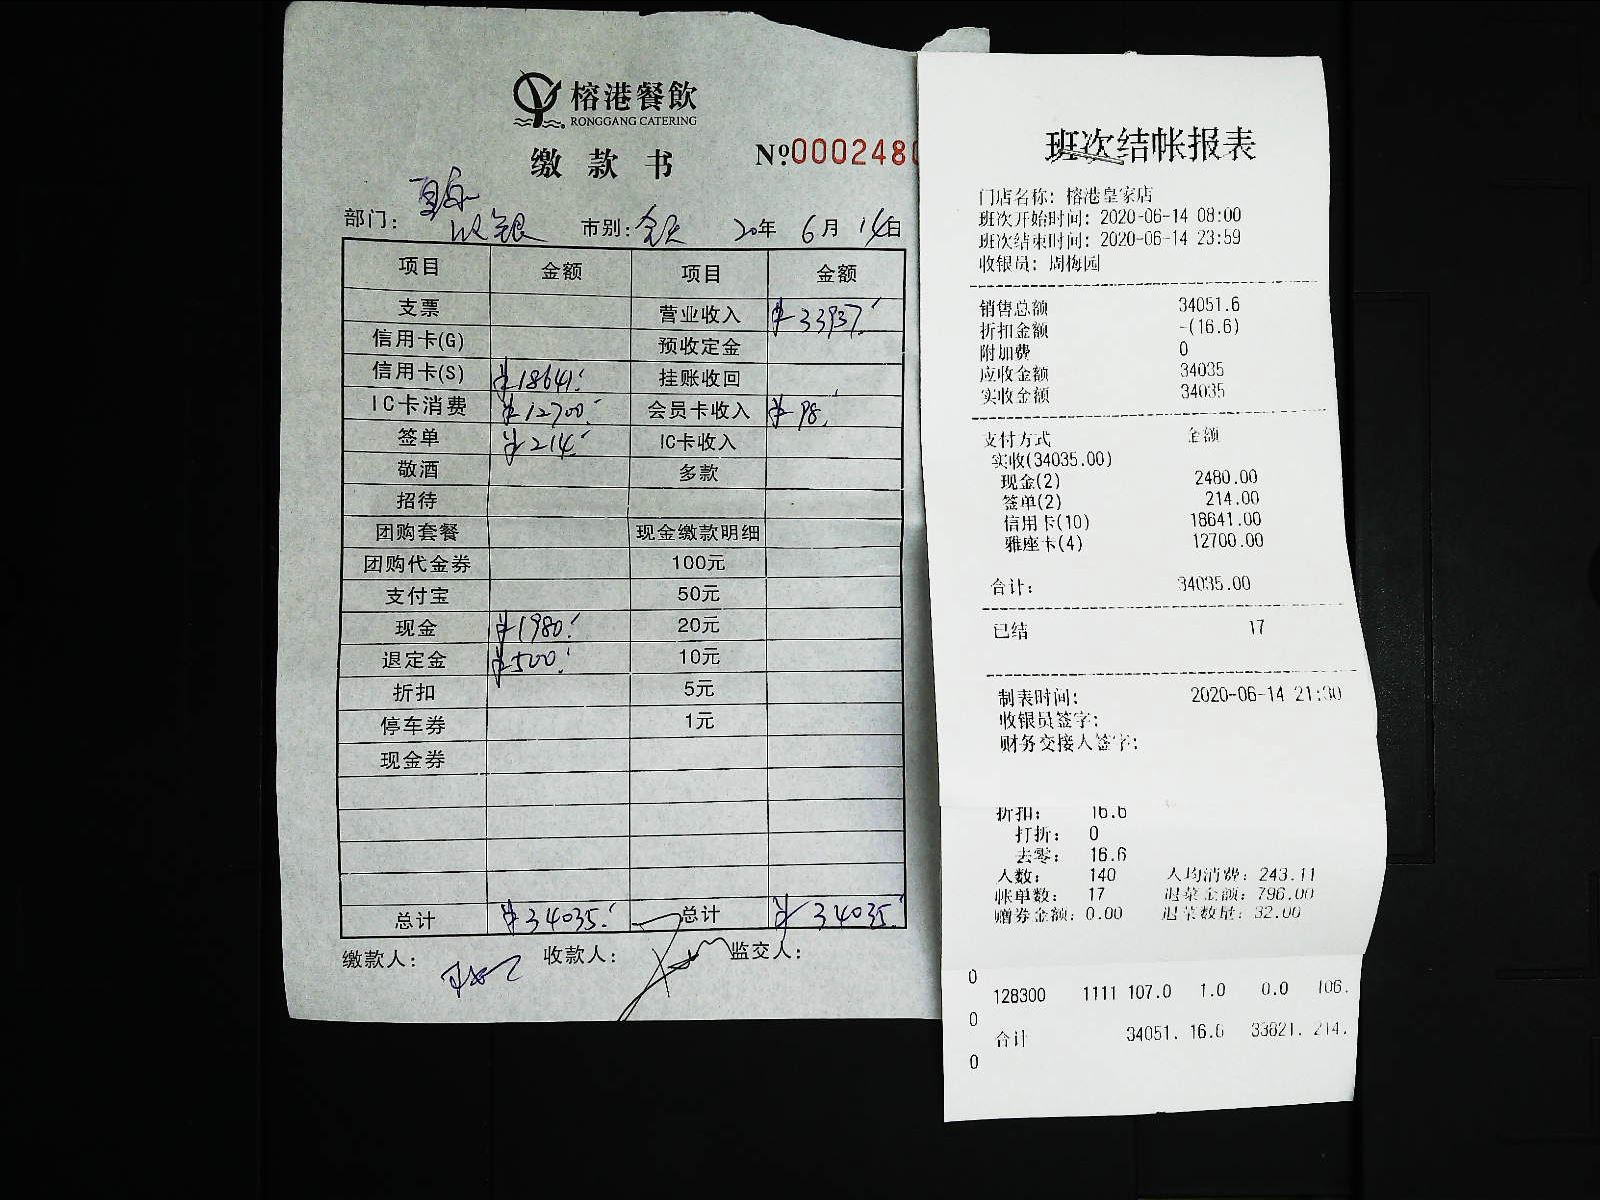 榕港餐飲
RONGGANG CATERING
缴款书
№0002480
皇家
部门: 收银 市别: 全天 20年 6月 14日
项目 金额 项目 金额
支票 营业收入 ¥33937.
信用卡(G) 预收定金
信用卡(S) ¥18641. 挂账收回
IC卡消费 ¥12700. 会员卡收入 ¥98.
签单 ¥214. IC卡收入
敬酒 多款
招待
团购套餐 现金缴款明细
团购代金券 100元
支付宝 50元
现金 ¥1980. 20元
退定金 ¥500. 10元
折扣 5元
停车券 1元
现金券
总计 ¥34035. 总计 ¥34035.
缴款人: 收款人: 监交人:
班次结帐报表
门店名称: 榕港皇家店
班次开始时间: 2020-06-14 08:00
班次结束时间: 2020-06-14 23:59
收银员: 周梅园
销售总额 34051.6
折扣金额 -(16.6)
附加费 0
应收金额 34035
实收金额 34035
支付方式 金额
实收(34035.00)
现金(2) 2480.00
签单(2) 214.00
信用卡(10) 18641.00
雅座卡(4) 12700.00
合计: 34035.00
已结 17
制表时间: 2020-06-14 21:30
收银员签字:
财务交接人签字:
折扣: 16.6
打折: 0
去零: 16.6
人数: 140 人均消费: 243.11
帐单数: 17 退菜金额: 796.00
赠券金额: 0.00 退菜数量: 32.00
0
128300 1111 107.0 1.0 0.0 106.
0
合计 34051. 16.6 33821. 214.
0